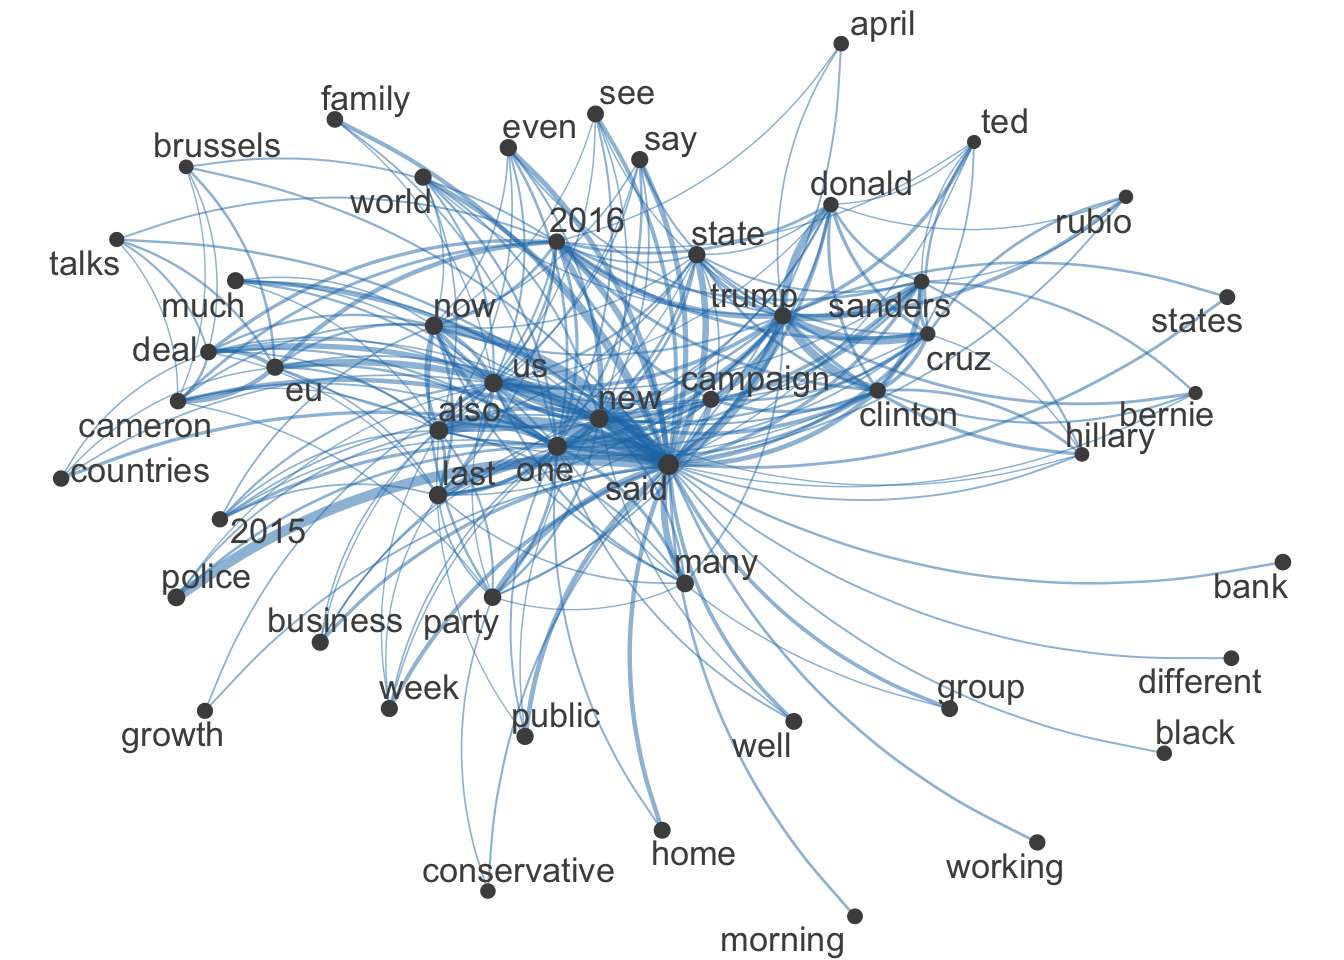 april
see
family
even
ted
say
brussels
donald
world
2016
state
rubio
talks
trump
much
now
sanders
states
deal
us
cruz
eu
campaign
new
also
clinton
bernie
cameron
hillary
countries
last
one
said
2015
many
police
bank
business
party
week
group
different
public
growth
well
black
home
conservative
working
morning